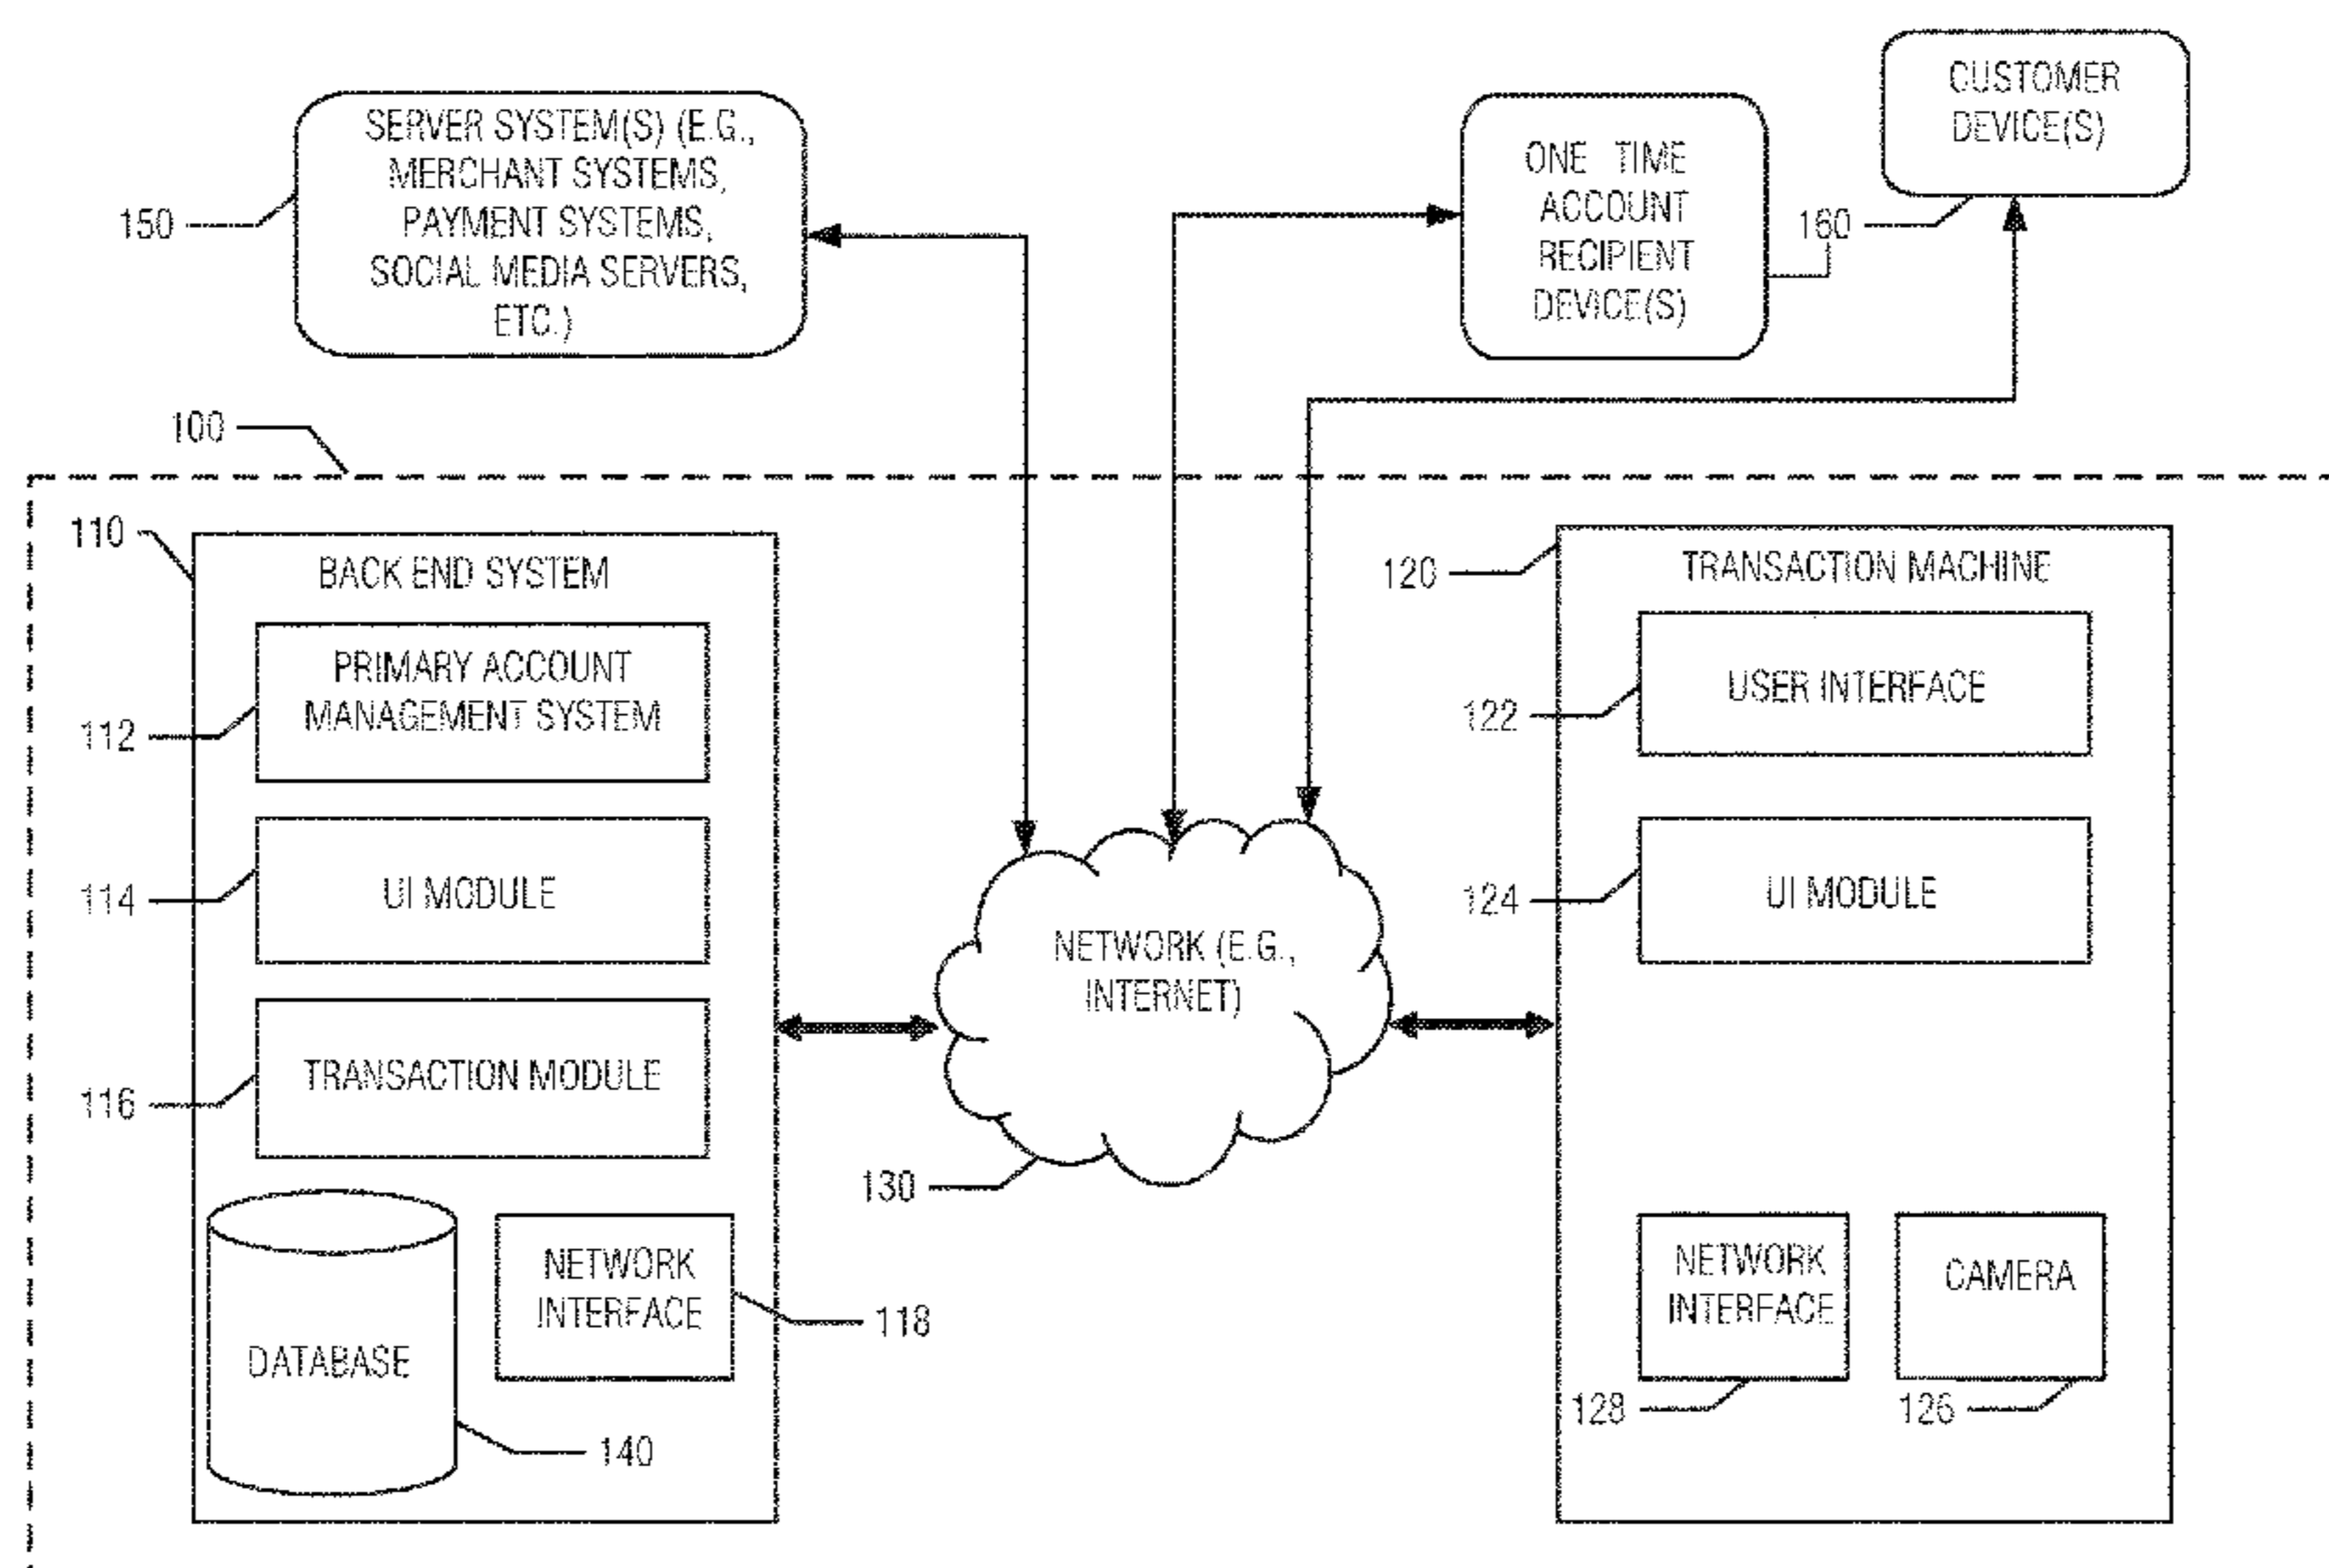 CUSTOMER
DEVICE(S)
SERVER SYSTEM(S) (E.G.,
MERCHANT SYSTEMS,
PAYMENT SYSTEMS,
SOCIAL MEDIA SERVERS,
ETC.)
150
ONE TIME
ACCOUNT
RECIPIENT
DEVICE(S)
160
100
110
BACK END SYSTEM
PRIMARY ACCOUNT
MANAGEMENT SYSTEM
112
UI MODULE
114
TRANSACTION MODULE
116
DATABASE
140
NETWORK
INTERFACE
118
NETWORK (E.G.,
INTERNET)
130
120
TRANSACTION MACHINE
USER INTERFACE
122
UI MODULE
124
NETWORK
INTERFACE
128
CAMERA
126